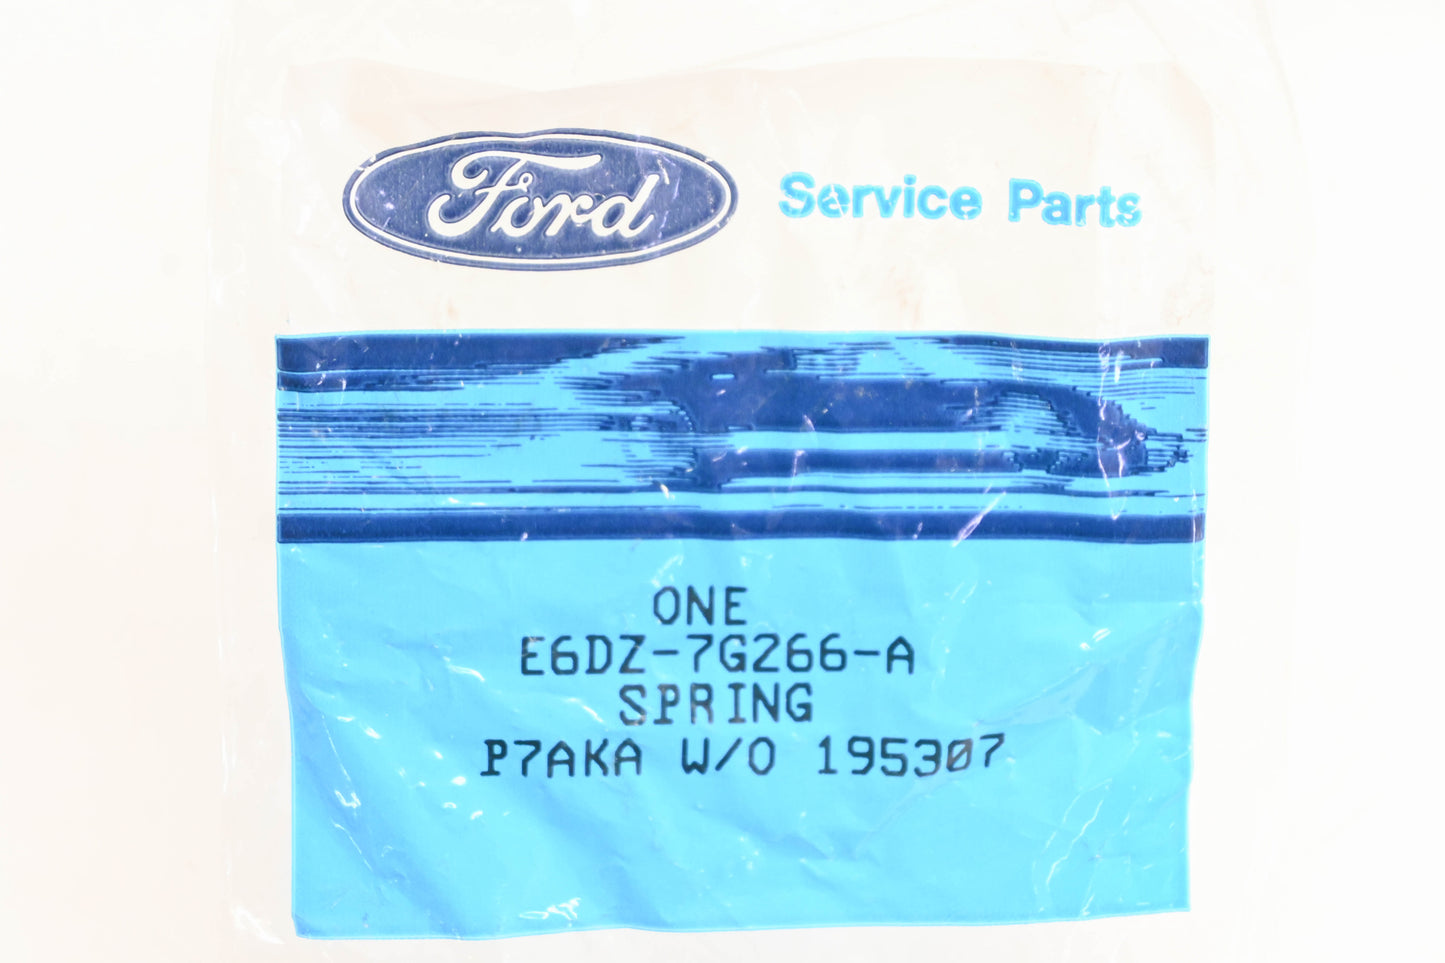 Ford Service Parts
ONE
E6DZ-7G266-A
SPRING
P7AKA W/O 195307